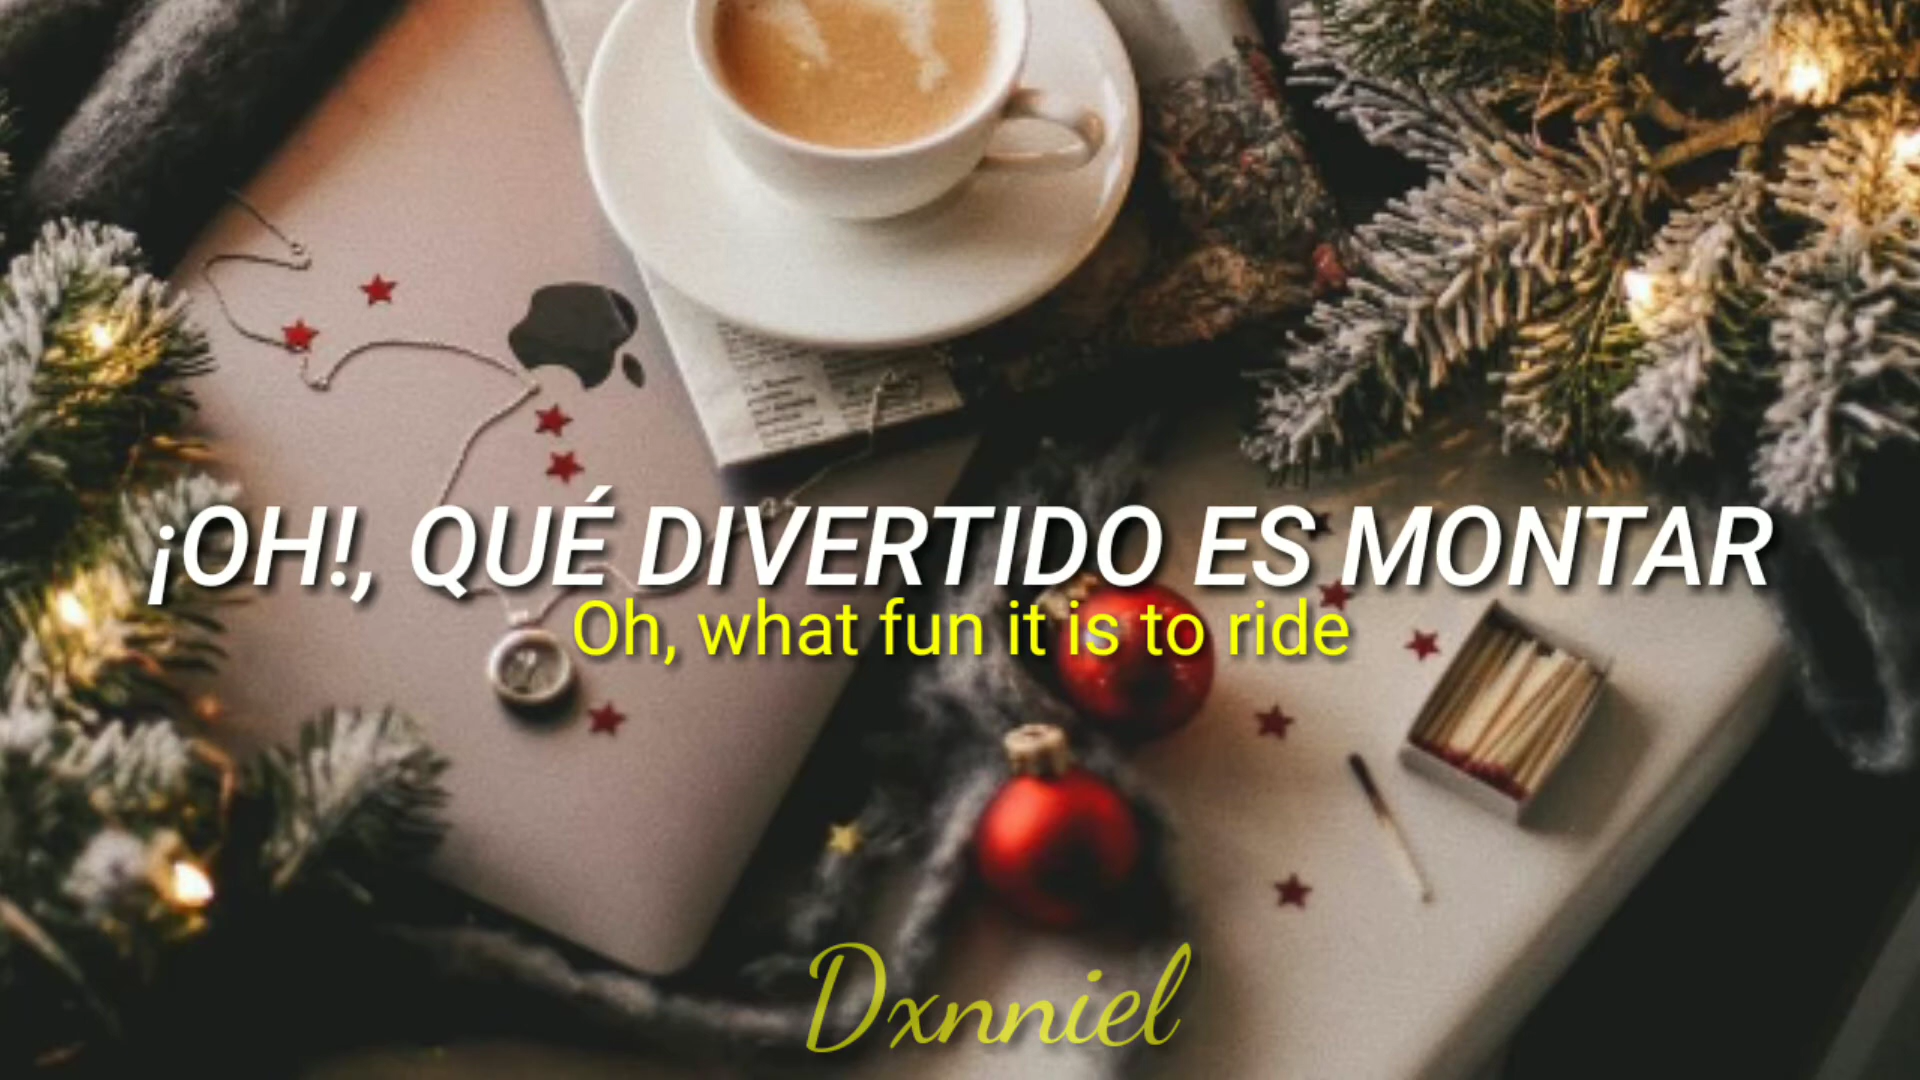 ¡OH!, QUÉ DIVERTIDO ES MONTAR
Oh, what fun it is to ride
Dxnniel